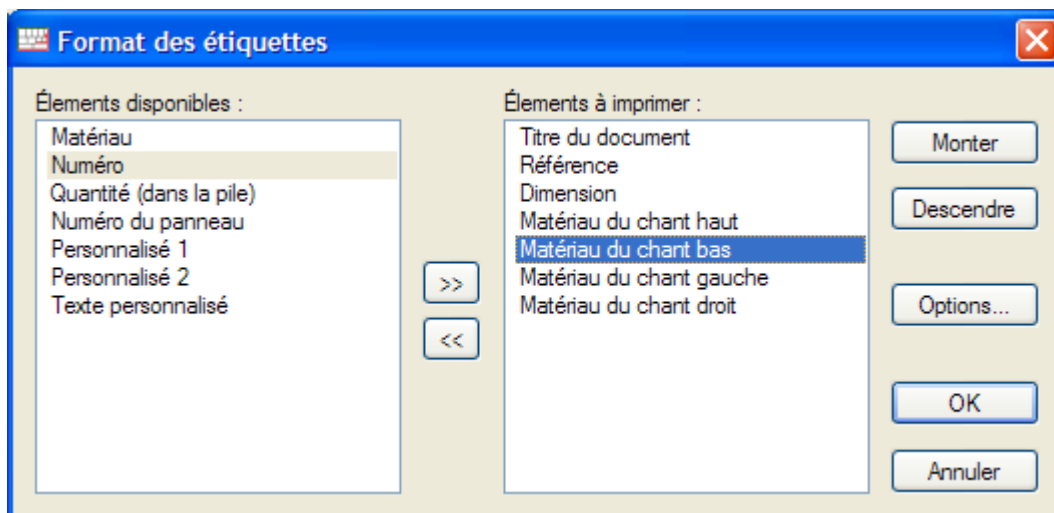 Format des étiquettes
Élements disponibles :
Matériau
Numéro
Quantité (dans la pile)
Numéro du panneau
Personnalisé 1
Personnalisé 2
Texte personnalisé
>>
<<
Élements à imprimer :
Titre du document
Référence
Dimension
Matériau du chant haut
Matériau du chant bas
Matériau du chant gauche
Matériau du chant droit
Monter
Descendre
Options...
OK
Annuler